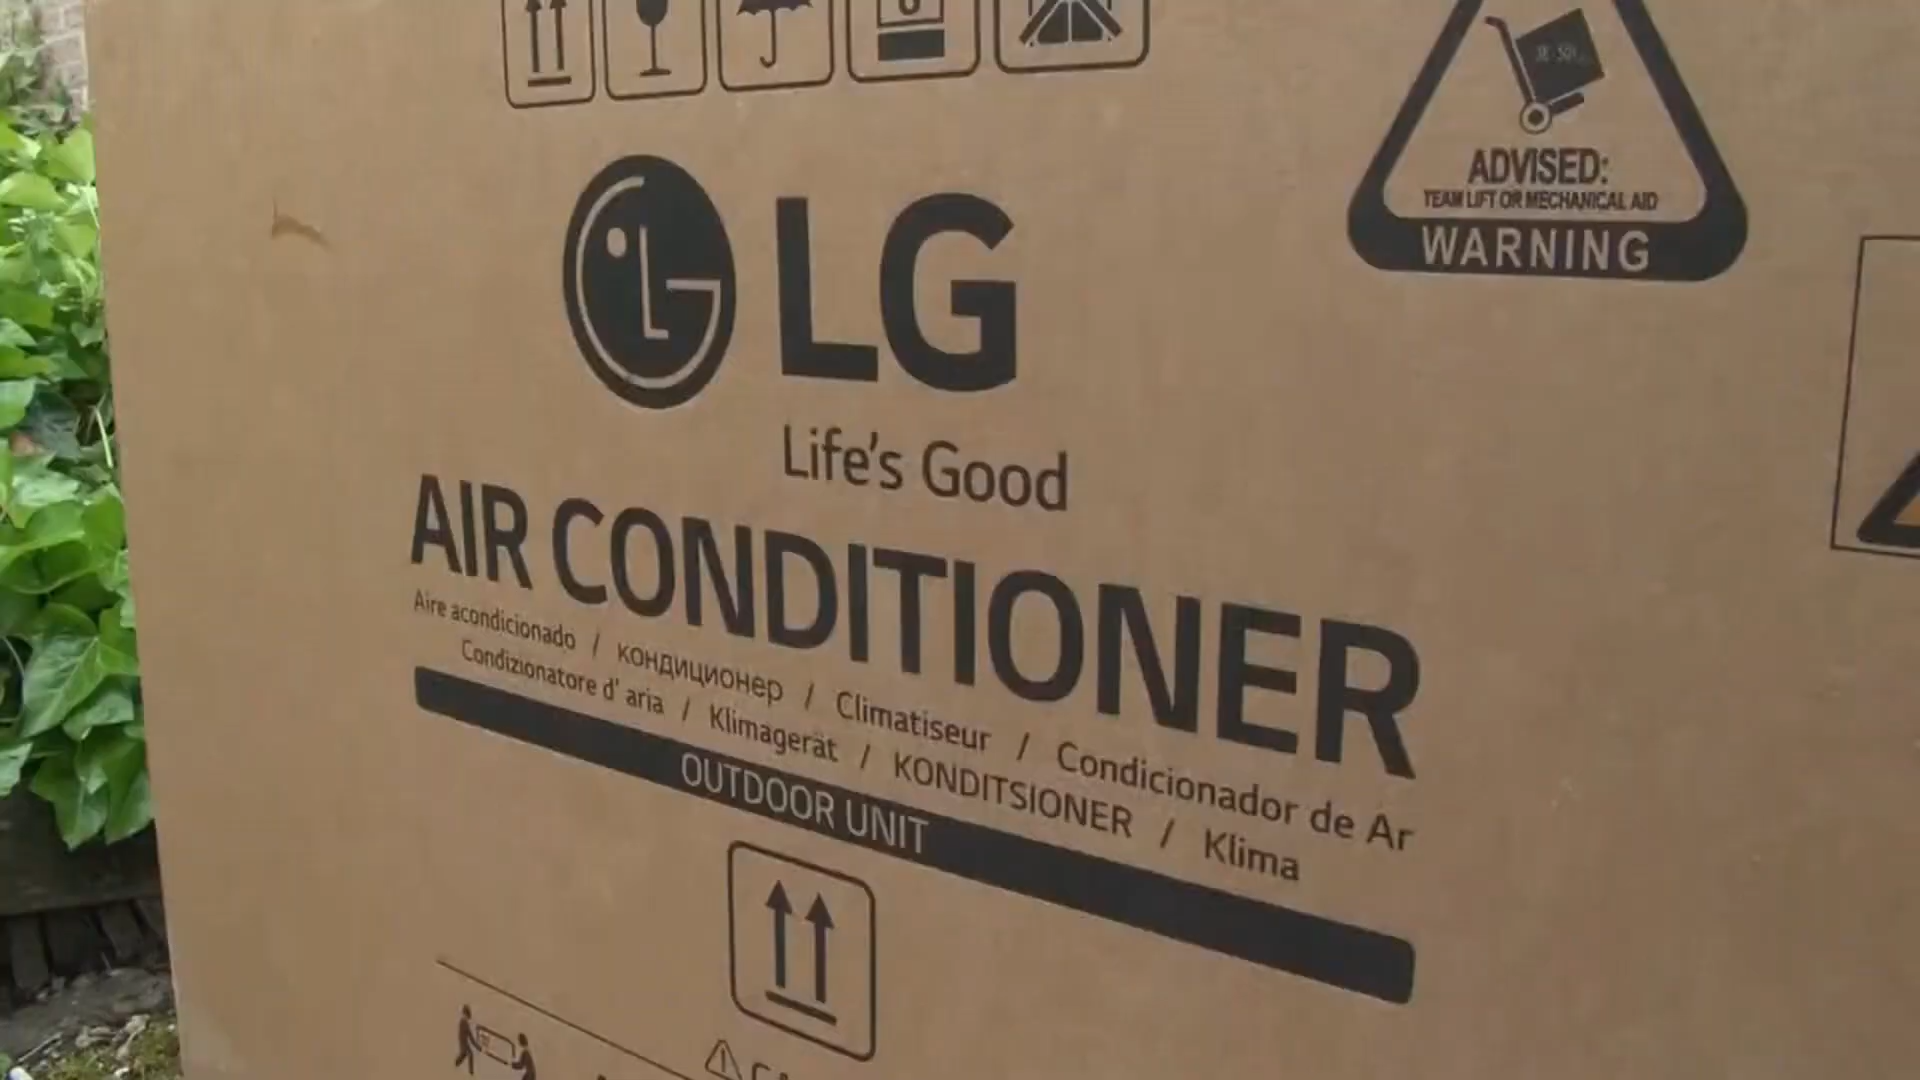 ADVISED:
TEAM LIFT OR MECHANICAL AID
WARNING
LG
Life's Good
AIR CONDITIONER
Aire acondicionado / кондиционер / Climatiseur / Condicionador de Ar
Condizionatore d' aria / Klimagerät / KONDITSIONER / Klima
OUTDOOR UNIT